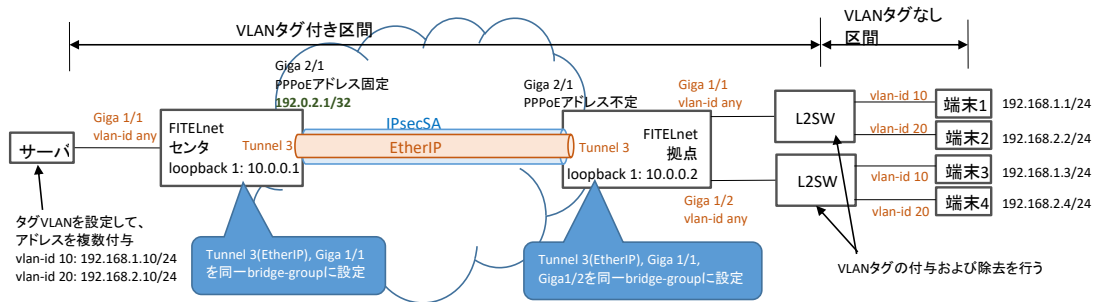 VLANタグ付き区間
VLANタグなし
区間
Giga 2/1
PPPoEアドレス固定
192.0.2.1/32
Giga 2/1
PPPoEアドレス不定
Giga 1/1
vlan-id any
Giga 1/1
vlan-id any
サーバ
FITELnet
センタ
Tunnel 3
loopback 1: 10.0.0.1
IPsecSA
EtherIP
FITELnet
拠点
Tunnel 3
loopback 1: 10.0.0.2
Giga 1/2
vlan-id any
L2SW
L2SW
vlan-id 10
端末1
192.168.1.1/24
vlan-id 20
端末2
192.168.2.2/24
vlan-id 10
端末3
192.168.1.3/24
vlan-id 20
端末4
192.168.2.4/24
タグVLANを設定して、
アドレスを複数付与
vlan-id 10: 192.168.1.10/24
vlan-id 20: 192.168.2.10/24
Tunnel 3(EtherIP), Giga 1/1
を同一bridge-groupに設定
Tunnel 3(EtherIP), Giga 1/1,
Giga1/2を同一bridge-groupに設定
VLANタグの付与および除去を行う